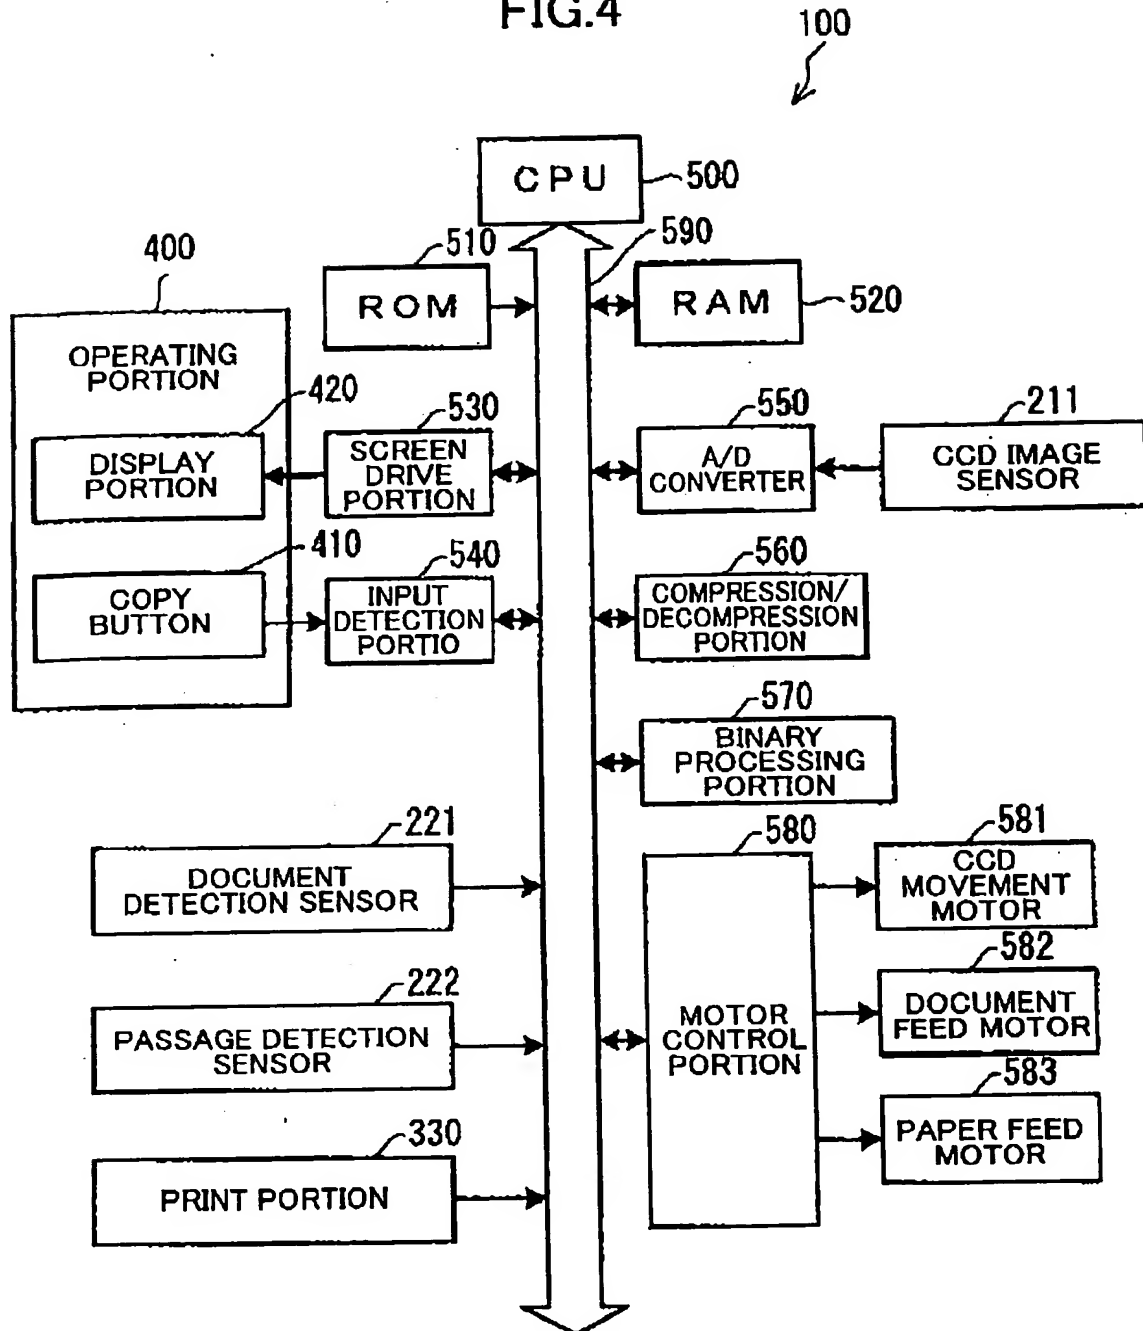 FIG.4
100
CPU
500
510
590
400
ROM
RAM
520
OPERATING
PORTION
420
530
550
211
DISPLAY
PORTION
SCREEN
DRIVE
PORTION
A/D
CONVERTER
CCD IMAGE
SENSOR
410
540
560
COPY
BUTTON
INPUT
DETECTION
PORTIO
COMPRESSION/
DECOMPRESSION
PORTION
570
BINARY
PROCESSING
PORTION
221
580
581
DOCUMENT
DETECTION SENSOR
CCD
MOVEMENT
MOTOR
222
582
PASSAGE DETECTION
SENSOR
MOTOR
CONTROL
PORTION
DOCUMENT
FEED MOTOR
583
330
PAPER FEED
MOTOR
PRINT PORTION